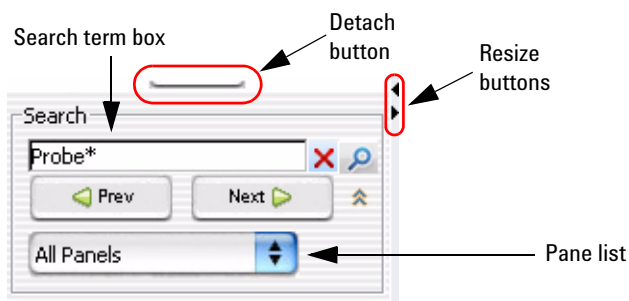 Search term box
Detach
button
Resize
buttons
Search
Probe*
Prev
Next
All Panels
Pane list